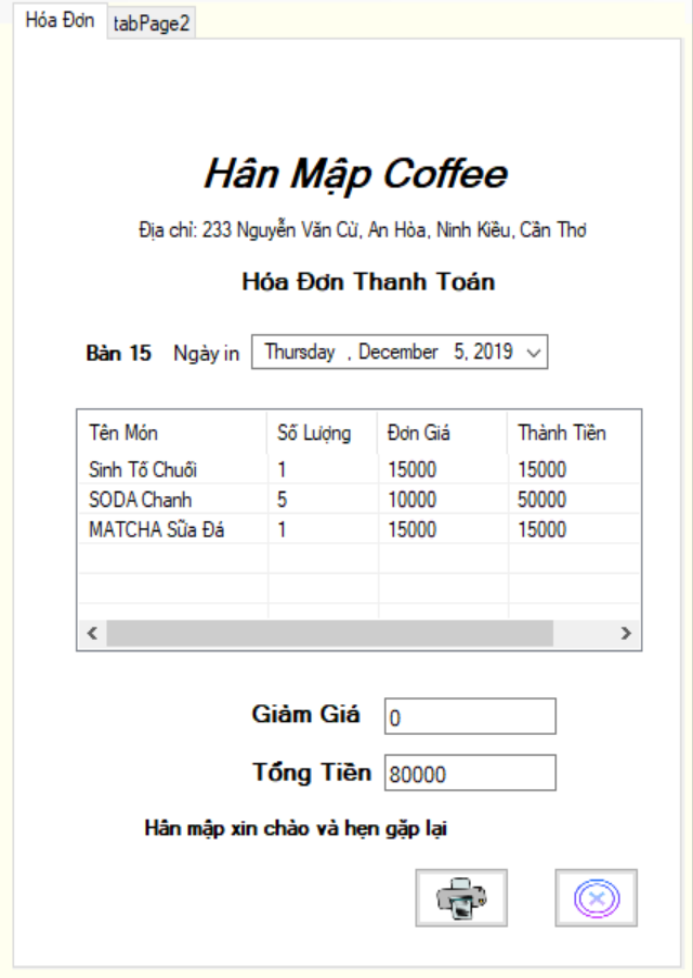 Hóa Đơn tabPage2
Hân Mập Coffee
Địa chỉ: 233 Nguyễn Văn Cừ, An Hòa, Ninh Kiều, Cần Thơ
Hóa Đơn Thanh Toán
Bàn 15 Ngày in Thursday , December 5, 2019
Tên Món Số Lượng Đơn Giá Thành Tiền
Sinh Tố Chuối 1 15000 15000
SODA Chanh 5 10000 50000
MATCHA Sữa Đá 1 15000 15000
Giảm Giá 0
Tổng Tiền 80000
Hân mập xin chào và hẹn gặp lại